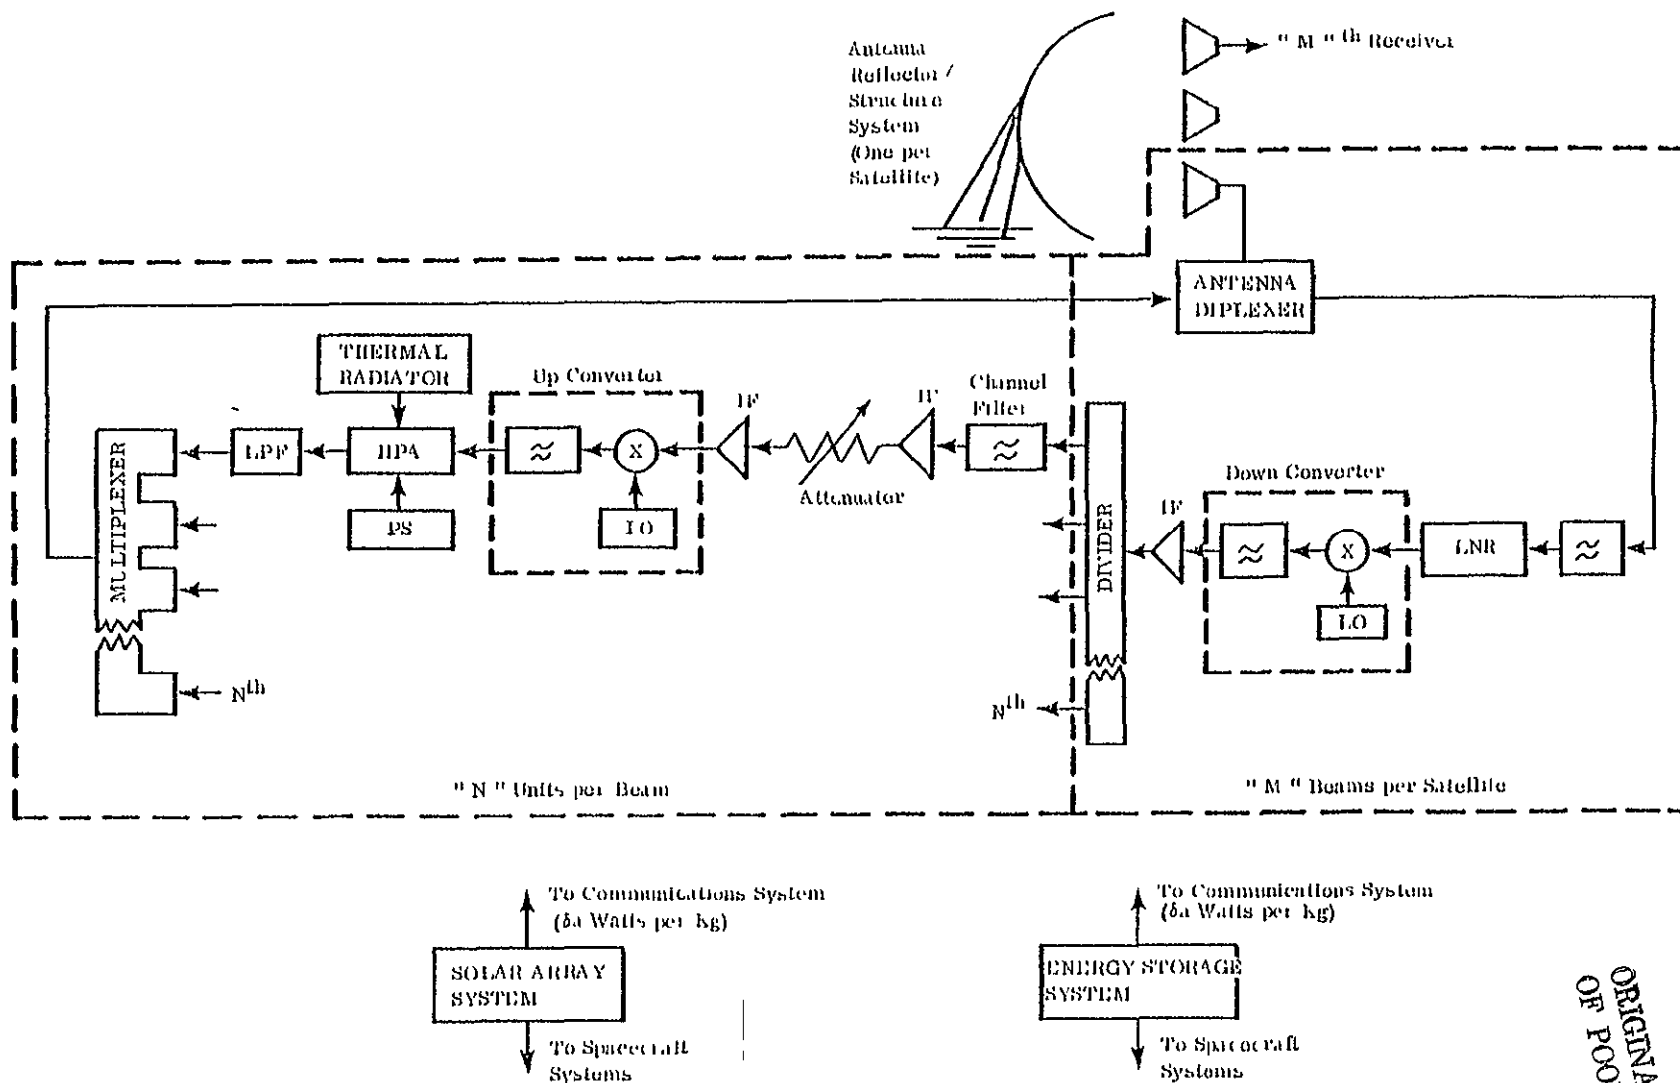 Antenna
Reflector /
Structure
System
(One per
Satellite)
" M " th Receiver
ANTENNA
DIPLEXER
THERMAL
RADIATOR
Up Converter
IF
IF
Channel
Filter
MULTIPLEXER
LPF
HPA
≈
X
Attenuator
≈
PS
LO
DIVIDER
Down Converter
IF
≈
X
LNR
≈
LO
Nth
Nth
" N " Units per Beam
" M " Beams per Satellite
To Communications System
(δa Watts per Kg)
To Communications System
(δa Watts per Kg)
SOLAR ARRAY
SYSTEM
ENERGY STORAGE
SYSTEM
To Spacecraft
Systems
To Spacecraft
Systems
ORIGINA
OF POO